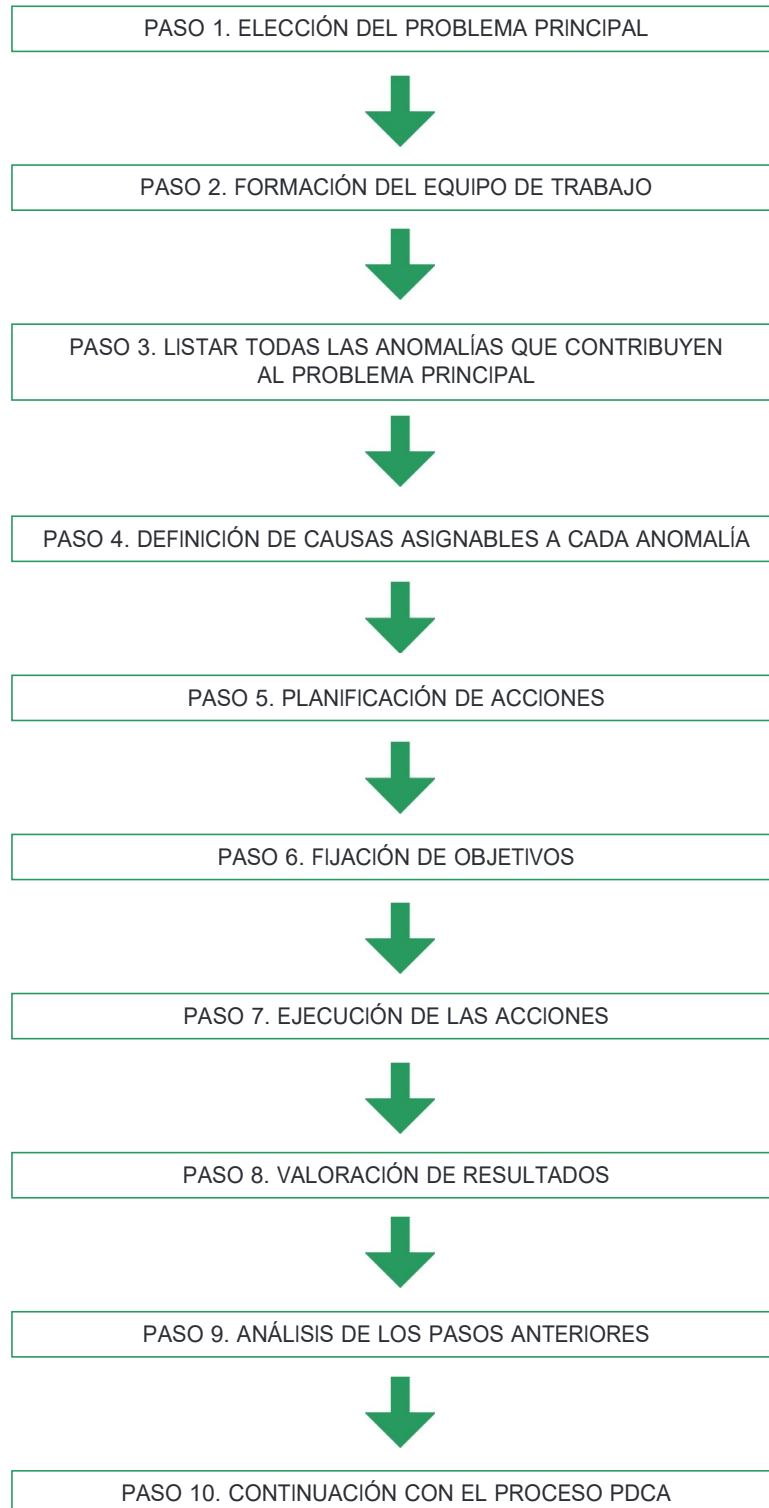 PASO 1. ELECCIÓN DEL PROBLEMA PRINCIPAL
PASO 2. FORMACIÓN DEL EQUIPO DE TRABAJO
PASO 3. LISTAR TODAS LAS ANOMALÍAS QUE CONTRIBUYEN
AL PROBLEMA PRINCIPAL
PASO 4. DEFINICIÓN DE CAUSAS ASIGNABLES A CADA ANOMALÍA
PASO 5. PLANIFICACIÓN DE ACCIONES
PASO 6. FIJACIÓN DE OBJETIVOS
PASO 7. EJECUCIÓN DE LAS ACCIONES
PASO 8. VALORACIÓN DE RESULTADOS
PASO 9. ANÁLISIS DE LOS PASOS ANTERIORES
PASO 10. CONTINUACIÓN CON EL PROCESO PDCA